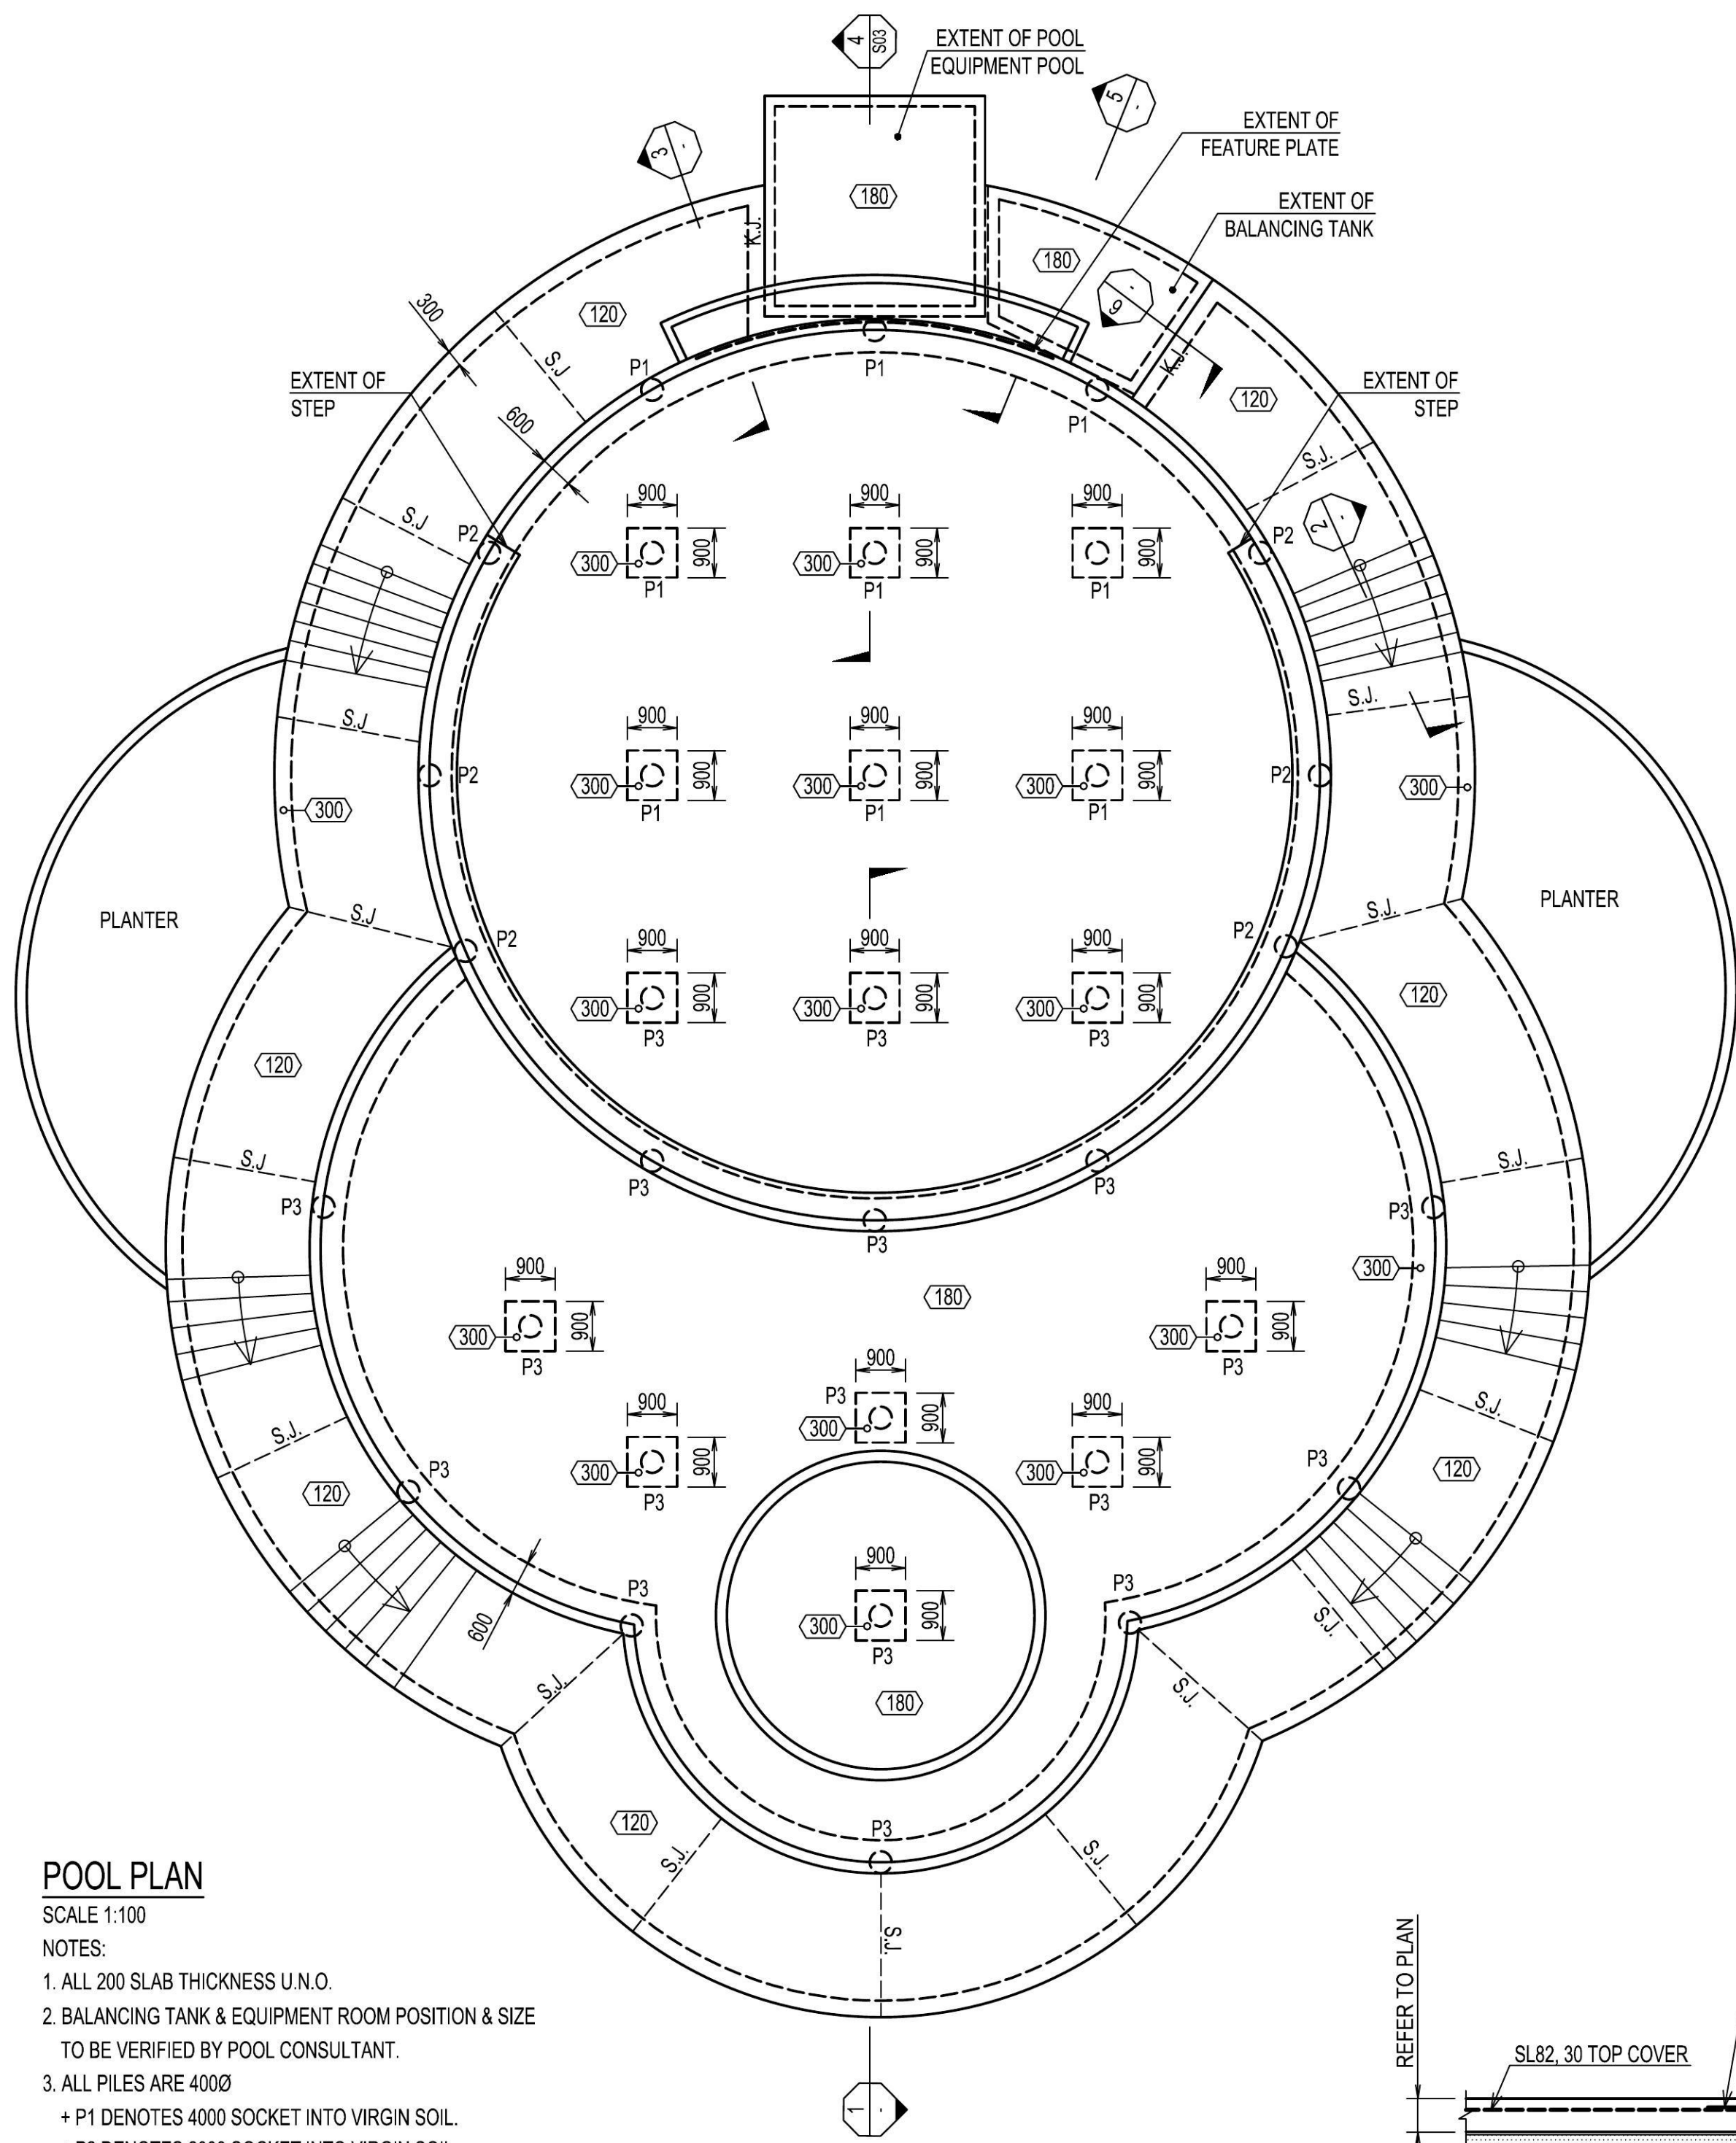 4
S03
EXTENT OF POOL
EQUIPMENT POOL
5
-
EXTENT OF
FEATURE PLATE
3
-
180
EXTENT OF
BALANCING TANK
K.J.
180
6
-
300
120
S.J
K.J.
120
EXTENT OF
STEP
P1
P1
P1
EXTENT OF
STEP
600
S.J.
S.J
P2
900
900
900
2
-
P2
300
900
300
900
900
P1
P1
P1
S.J
S.J.
900
900
900
P2
300
900
300
900
300
900
P2
300
300
P1
P1
P1
PLANTER
S.J
P2
900
900
900
P2
S.J.
PLANTER
300
900
300
900
300
900
120
P3
P3
P3
120
S.J
S.J.
P3
P3
P3
P3
P3
900
900
300
180
300
900
300
900
P3
P3
900
P3
900
900
300
900
S.J.
S.J.
300
900
300
900
P3
P3
P3
P3
120
120
900
P3
P3
600
300
900
P3
S.J.
S.J.
S.J.
180
120
P3
S.J.
S.J.
S.J.
POOL PLAN
SCALE 1:100
NOTES:
1. ALL 200 SLAB THICKNESS U.N.O.
2. BALANCING TANK & EQUIPMENT ROOM POSITION & SIZE
TO BE VERIFIED BY POOL CONSULTANT.
3. ALL PILES ARE 400Ø
+ P1 DENOTES 4000 SOCKET INTO VIRGIN SOIL.
1
-
REFER TO PLAN
SL82, 30 TOP COVER